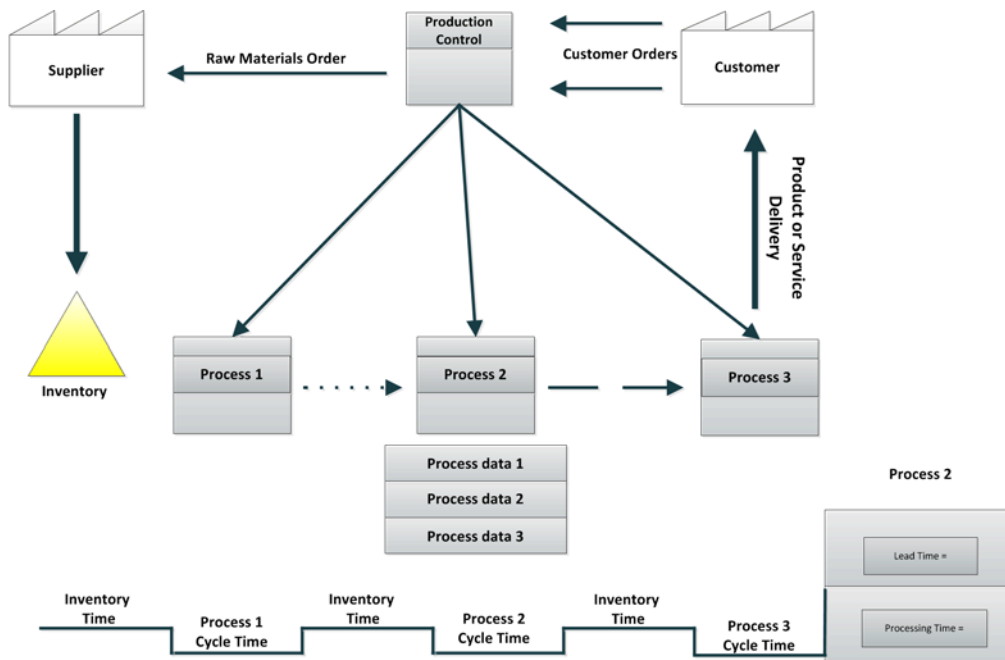 Production
Control
Supplier
Raw Materials Order
Customer Orders
Customer
Product or Service
Delivery
Inventory
Process 1
Process 2
Process 3
Process data 1
Process data 2
Process data 3
Process 2
Lead Time =
Processing Time =
Inventory
Time
Process 1
Cycle Time
Inventory
Time
Process 2
Cycle Time
Inventory
Time
Process 3
Cycle Time